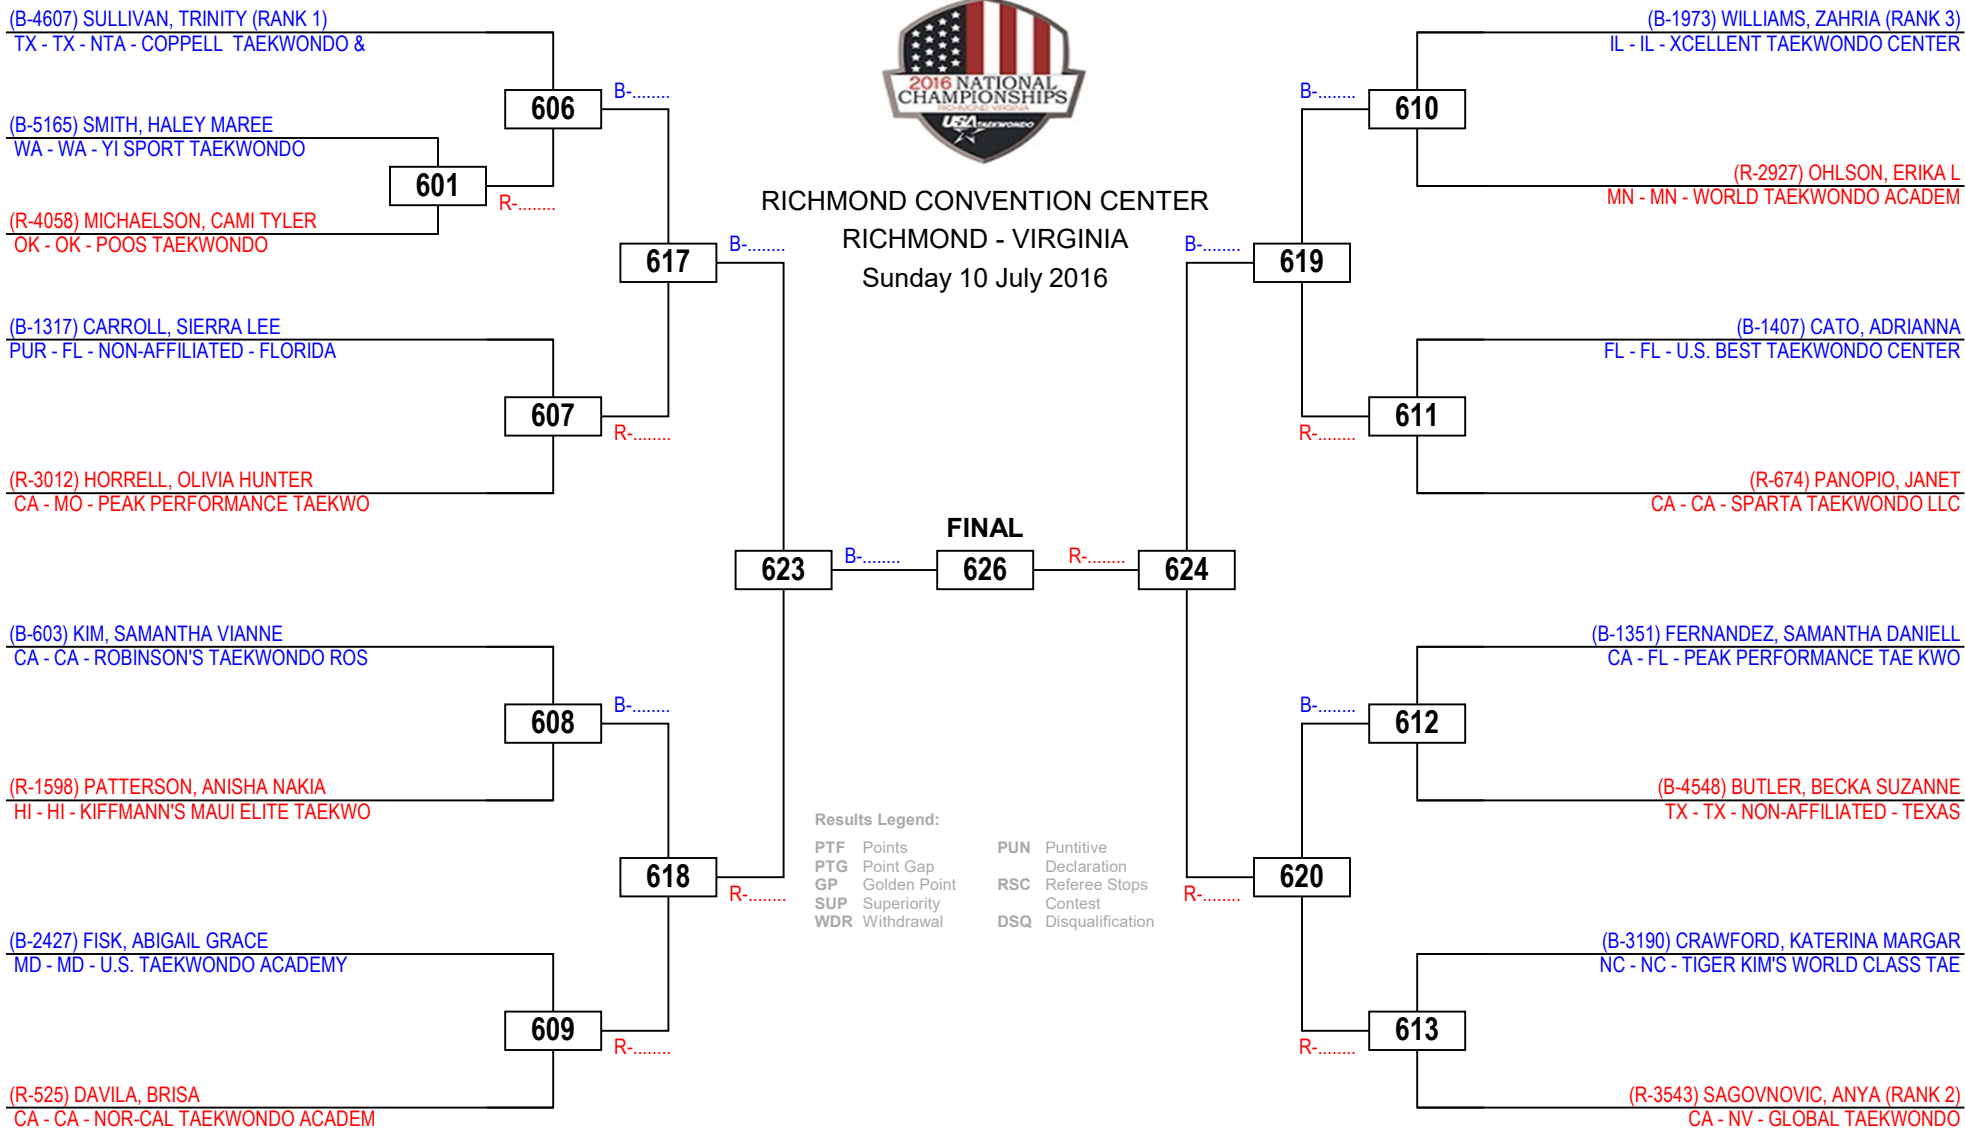 (B-4607) SULLIVAN, TRINITY (RANK 1)
TX - TX - NTA - COPPELL  TAEKWONDO &
606
B-........
(B-5165) SMITH, HALEY MAREE
WA - WA - YI SPORT TAEKWONDO
601
R-........
(R-4058) MICHAELSON, CAMI TYLER
OK - OK - POOS TAEKWONDO
617
B-........
(B-1317) CARROLL, SIERRA LEE
PUR - FL - NON-AFFILIATED - FLORIDA
607
R-........
(R-3012) HORRELL, OLIVIA HUNTER
CA - MO - PEAK PERFORMANCE TAEKWO
623
B-........
(B-603) KIM, SAMANTHA VIANNE
CA - CA - ROBINSON'S TAEKWONDO ROS
608
B-........
(R-1598) PATTERSON, ANISHA NAKIA
HI - HI - KIFFMANN'S MAUI ELITE TAEKWO
618
R-........
(B-2427) FISK, ABIGAIL GRACE
MD - MD - U.S. TAEKWONDO ACADEMY
609
R-........
(R-525) DAVILA, BRISA
CA - CA - NOR-CAL TAEKWONDO ACADEM
2016 NATIONAL
CHAMPIONSHIPS
RICHMOND, VIRGINIA
USA TAEKWONDO
RICHMOND CONVENTION CENTER
RICHMOND - VIRGINIA
Sunday 10 July 2016
FINAL
626
Results Legend:
PTF Points
PTG Point Gap
GP Golden Point
SUP Superiority
WDR Withdrawal
PUN Puntitive
Declaration
RSC Referee Stops
Contest
DSQ Disqualification
(B-1973) WILLIAMS, ZAHRIA (RANK 3)
IL - IL - XCELLENT TAEKWONDO CENTER
B-........
610
(R-2927) OHLSON, ERIKA L
MN - MN - WORLD TAEKWONDO ACADEM
B-........
619
(B-1407) CATO, ADRIANNA
FL - FL - U.S. BEST TAEKWONDO CENTER
611
R-........
(R-674) PANOPIO, JANET
CA - CA - SPARTA TAEKWONDO LLC
R-........
624
(B-1351) FERNANDEZ, SAMANTHA DANIELL
CA - FL - PEAK PERFORMANCE TAE KWO
B-........
612
(B-4548) BUTLER, BECKA SUZANNE
TX - TX - NON-AFFILIATED - TEXAS
620
R-........
(B-3190) CRAWFORD, KATERINA MARGAR
NC - NC - TIGER KIM'S WORLD CLASS TAE
613
R-........
(R-3543) SAGOVNOVIC, ANYA (RANK 2)
CA - NV - GLOBAL TAEKWONDO